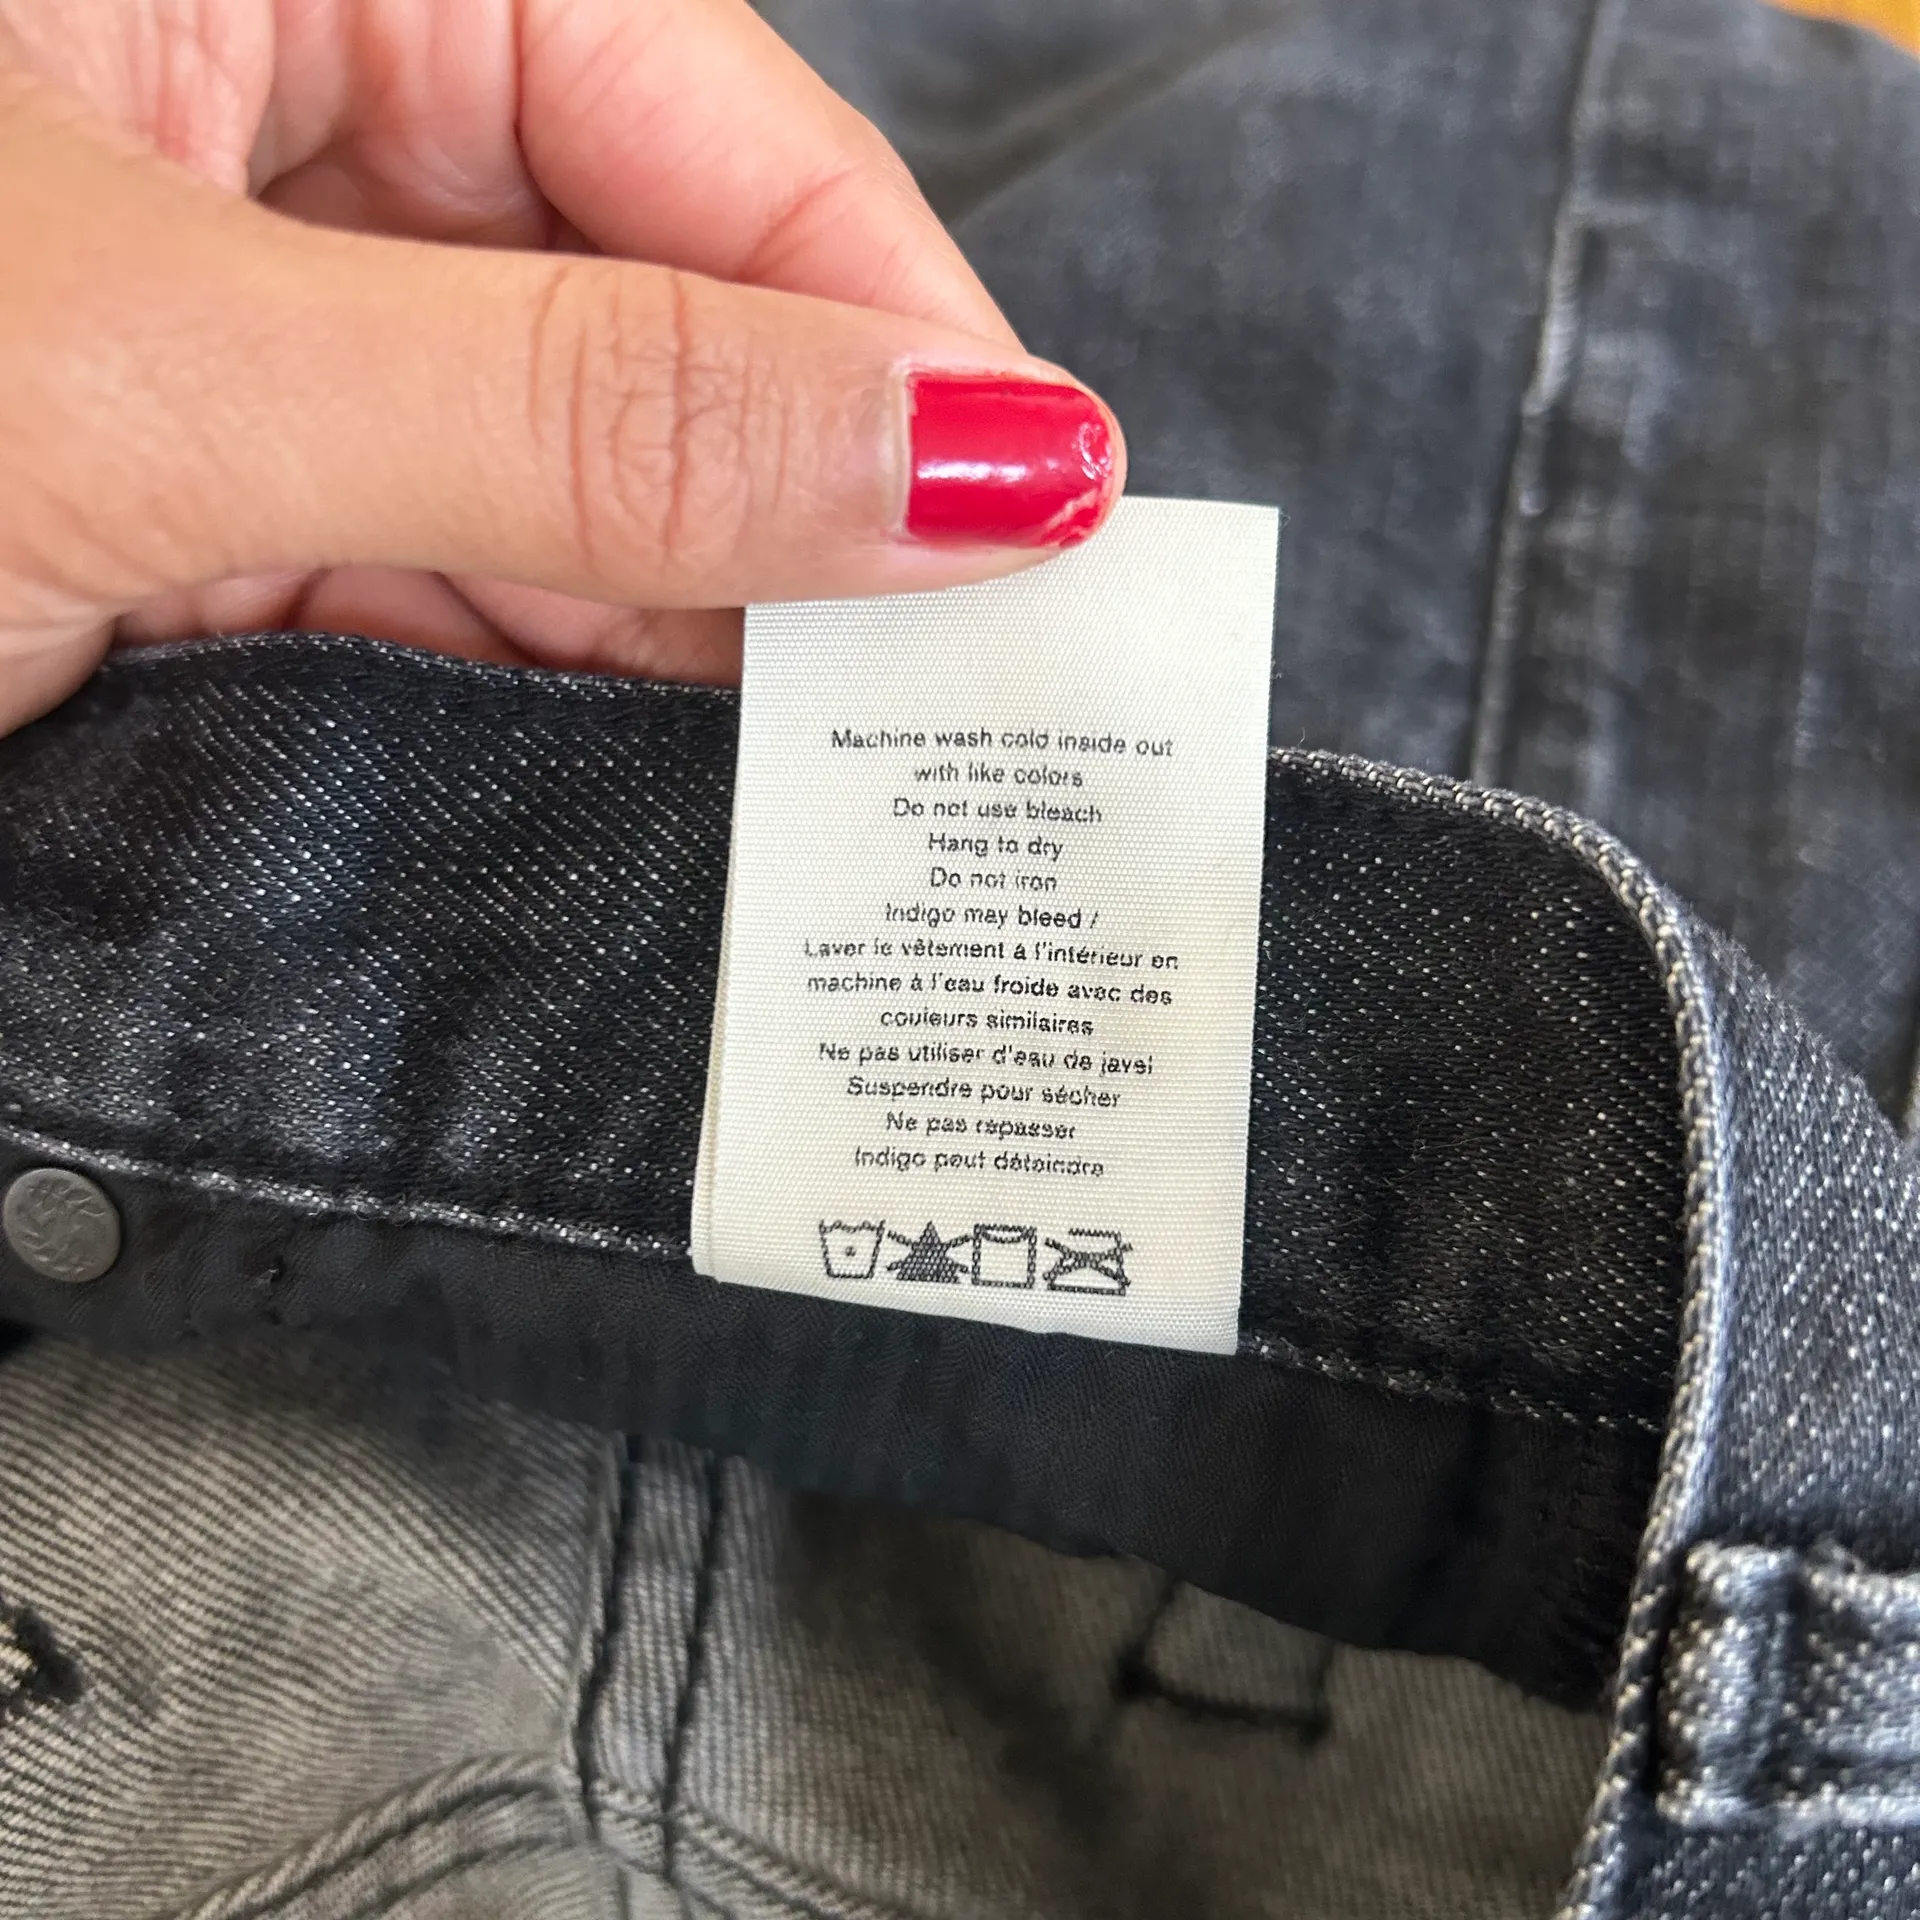 Machine wash cold inside out
with like colors
Do not use bleach
Hang to dry
Do not iron
Indigo may bleed /
Laver le vêtement à l'intérieur en
machine à l'eau froide avec des
couleurs similaires
Ne pas utiliser d'eau de javel
Suspendre pour sécher
Ne pas repasser
Indigo peut déteindre